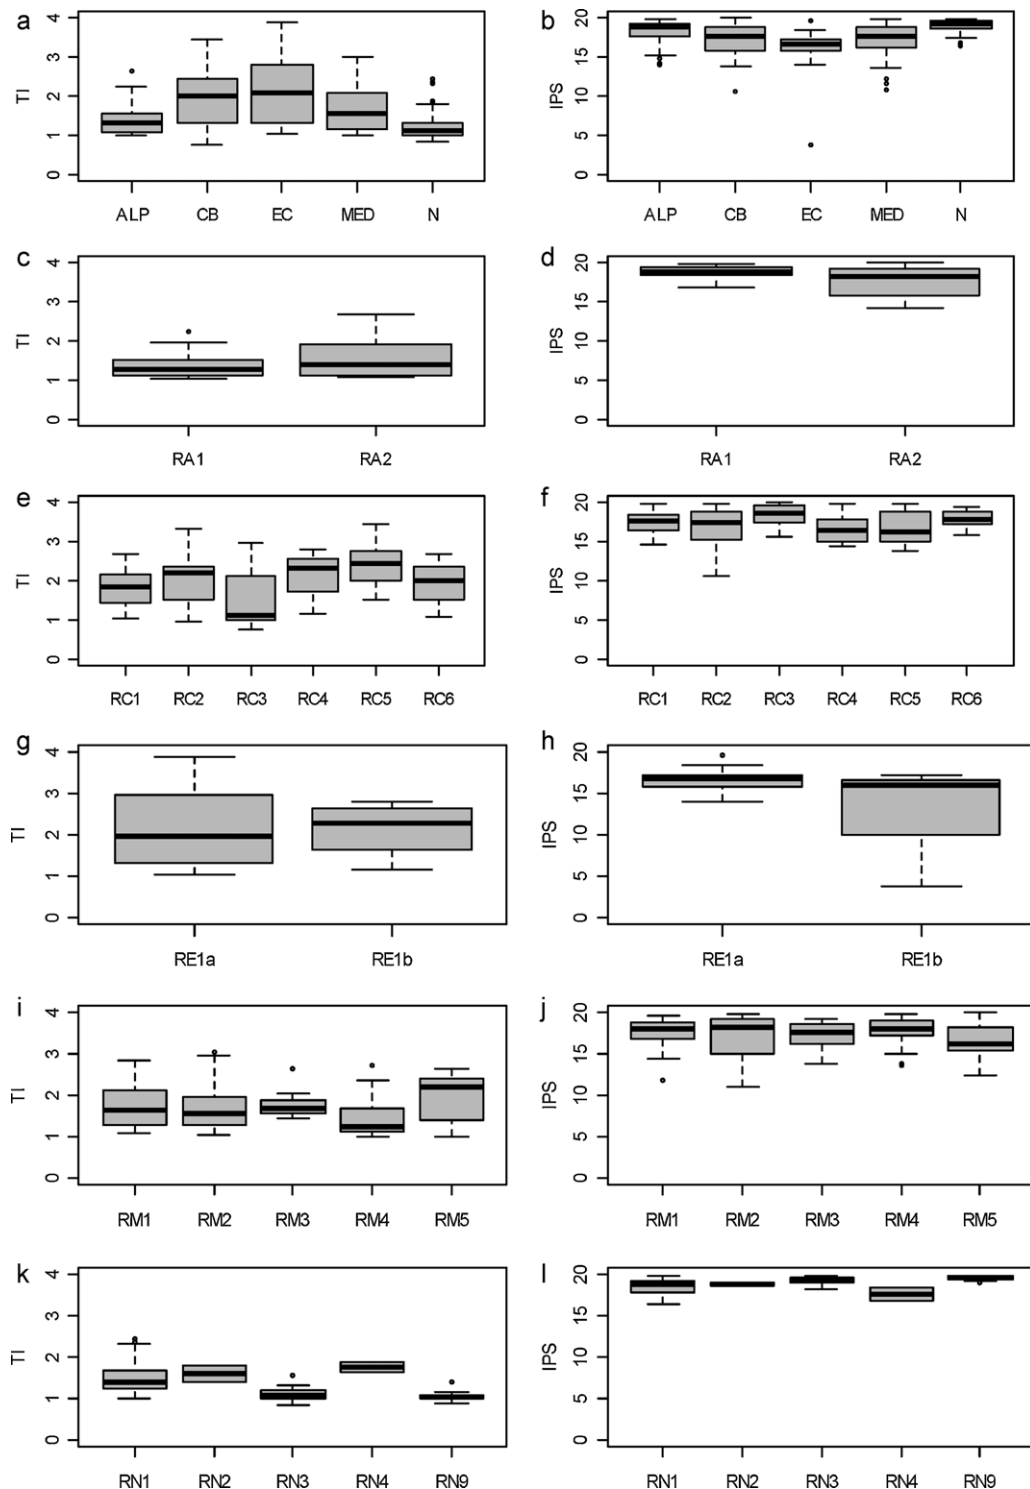 a
4
3
2
1
0
TI
ALP CB EC MED N
b
20
15
10
5
0
IPS
ALP CB EC MED N
c
4
3
2
1
0
TI
RA1 RA2
d
20
15
10
5
0
IPS
RA1 RA2
e
4
3
2
1
0
TI
RC1 RC2 RC3 RC4 RC5 RC6
f
20
15
10
5
0
IPS
RC1 RC2 RC3 RC4 RC5 RC6
g
4
3
2
1
0
TI
RE1a RE1b
h
20
15
10
5
0
IPS
RE1a RE1b
i
4
3
2
1
0
TI
RM1 RM2 RM3 RM4 RM5
j
20
15
10
5
0
IPS
RM1 RM2 RM3 RM4 RM5
k
4
3
2
1
0
TI
RN1 RN2 RN3 RN4 RN9
l
20
15
10
5
0
IPS
RN1 RN2 RN3 RN4 RN9